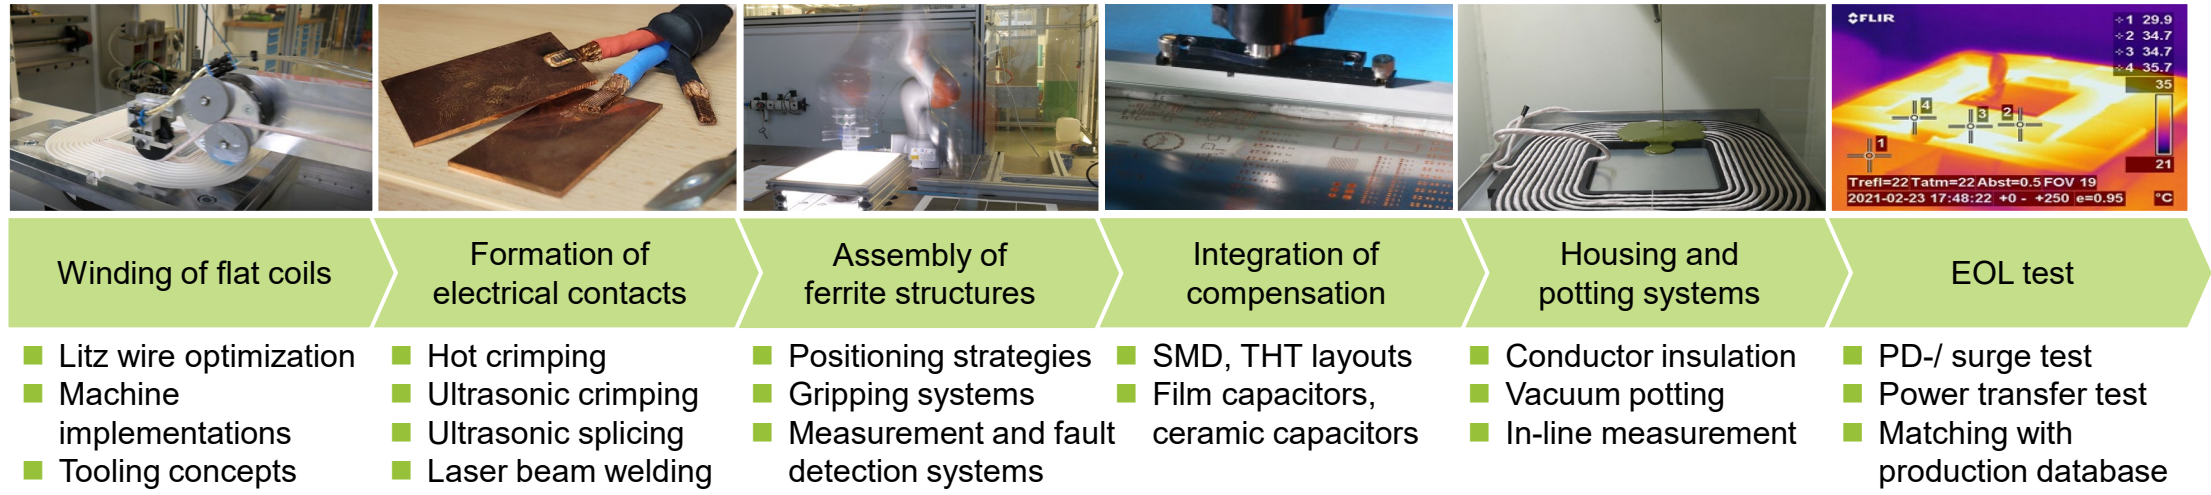 FLIR
1 29.9
2 34.7
3 34.7
4 35.7
35
4
3
2
1
21
Trefl=22 Tatm=22 Abst=0.5 FOV 19
2021-02-23 17:48:22 +0 - +250 e=0.95 °C
Winding of flat coils
Litz wire optimization
Machine
implementations
Tooling concepts
Formation of
electrical contacts
Hot crimping
Ultrasonic crimping
Ultrasonic splicing
Laser beam welding
Assembly of
ferrite structures
Positioning strategies
Gripping systems
Measurement and fault
detection systems
Integration of
compensation
SMD, THT layouts
Film capacitors,
ceramic capacitors
Housing and
potting systems
Conductor insulation
Vacuum potting
In-line measurement
EOL test
PD-/ surge test
Power transfer test
Matching with
production database